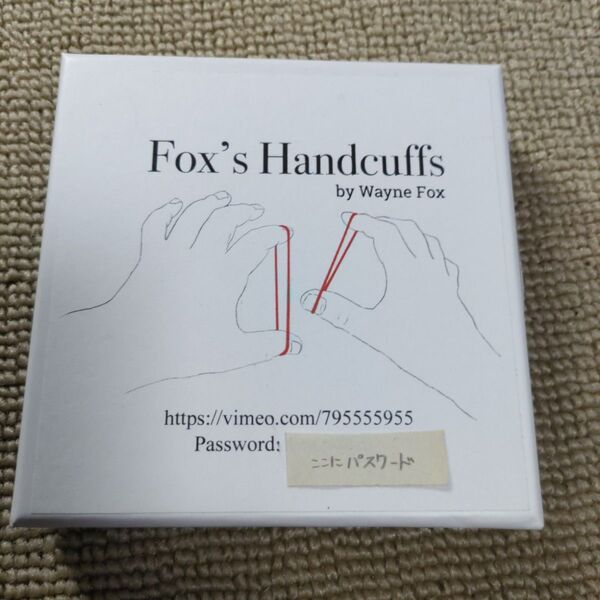 Fox's Handcuffs
by Wayne Fox
https://vimeo.com/795555955
Password:
ここにパスワード